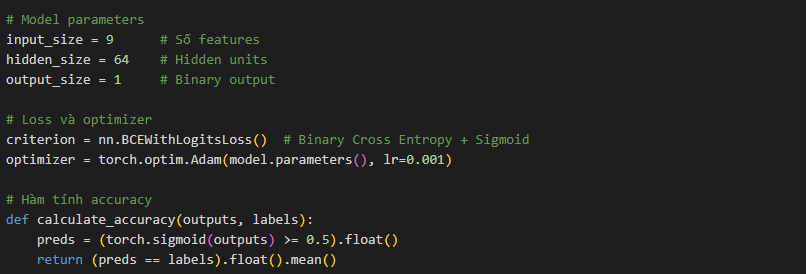 # Model parameters
input_size = 9      # Số features
hidden_size = 64    # Hidden units
output_size = 1     # Binary output

# Loss và optimizer
criterion = nn.BCEWithLogitsLoss()  # Binary Cross Entropy + Sigmoid
optimizer = torch.optim.Adam(model.parameters(), lr=0.001)

# Hàm tính accuracy
def calculate_accuracy(outputs, labels):
    preds = (torch.sigmoid(outputs) >= 0.5).float()
    return (preds == labels).float().mean()